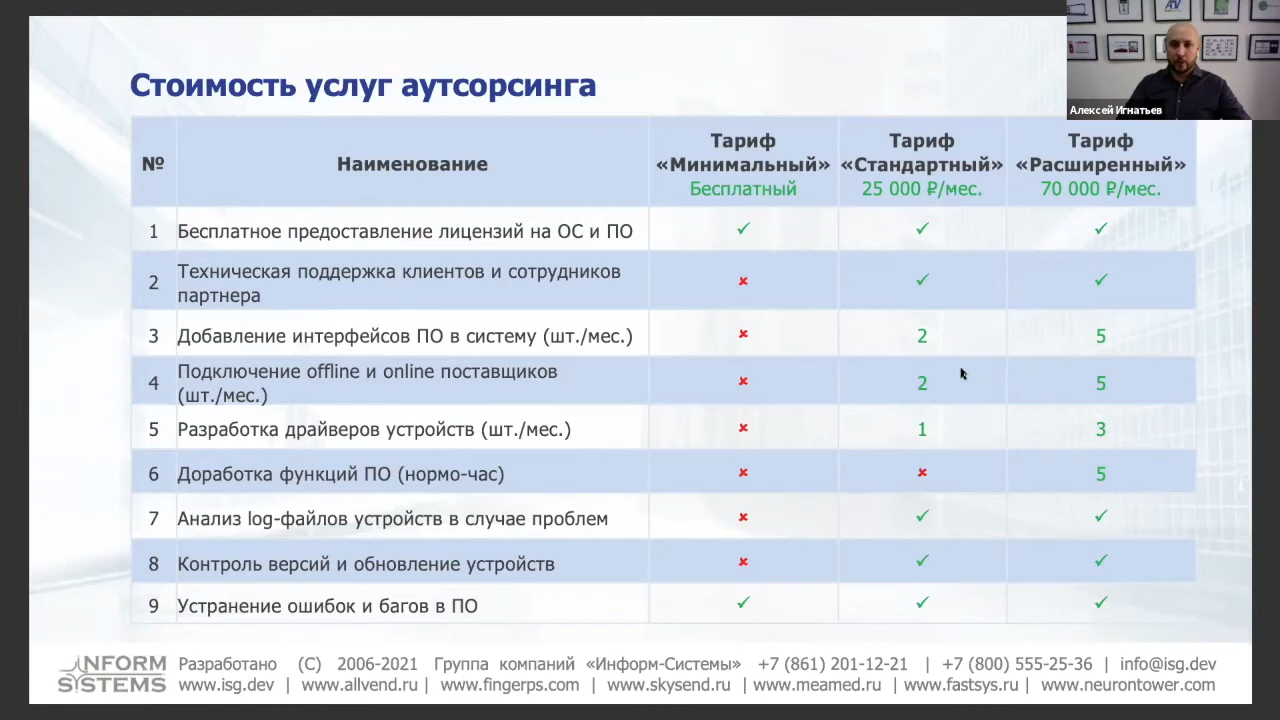 Алексей Игнатьев
Стоимость услуг аутсорсинга
№
Наименование
Тариф
«Минимальный»
Бесплатный
Тариф
«Стандартный»
25 000 ₽/мес.
Тариф
«Расширенный»
70 000 ₽/мес.
1 Бесплатное предоставление лицензий на ОС и ПО ✓ ✓ ✓
2 Техническая поддержка клиентов и сотрудников
партнера ✘ ✓ ✓
3 Добавление интерфейсов ПО в систему (шт./мес.) ✘ 2 5
4 Подключение offline и online поставщиков
(шт./мес.) ✘ 2 5
5 Разработка драйверов устройств (шт./мес.) ✘ 1 3
6 Доработка функций ПО (нормо-час) ✘ ✘ 5
7 Анализ log-файлов устройств в случае проблем ✘ ✓ ✓
8 Контроль версий и обновление устройств ✘ ✓ ✓
9 Устранение ошибок и багов в ПО ✓ ✓ ✓
INFORM
SISTEMS
Разработано (С) 2006-2021 Группа компаний «Информ-Системы» +7 (861) 201-12-21 | +7 (800) 555-25-36 | info@isg.dev
www.isg.dev | www.allvend.ru | www.fingerps.com | www.skysend.ru | www.meamed.ru | www.fastsys.ru | www.neurontower.com